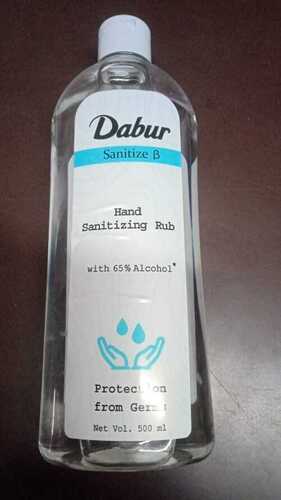 Dabur
Sanitize β
Hand
Sanitizing Rub
with 65% Alcohol*
Protection
from Germs
Net Vol. 500 ml